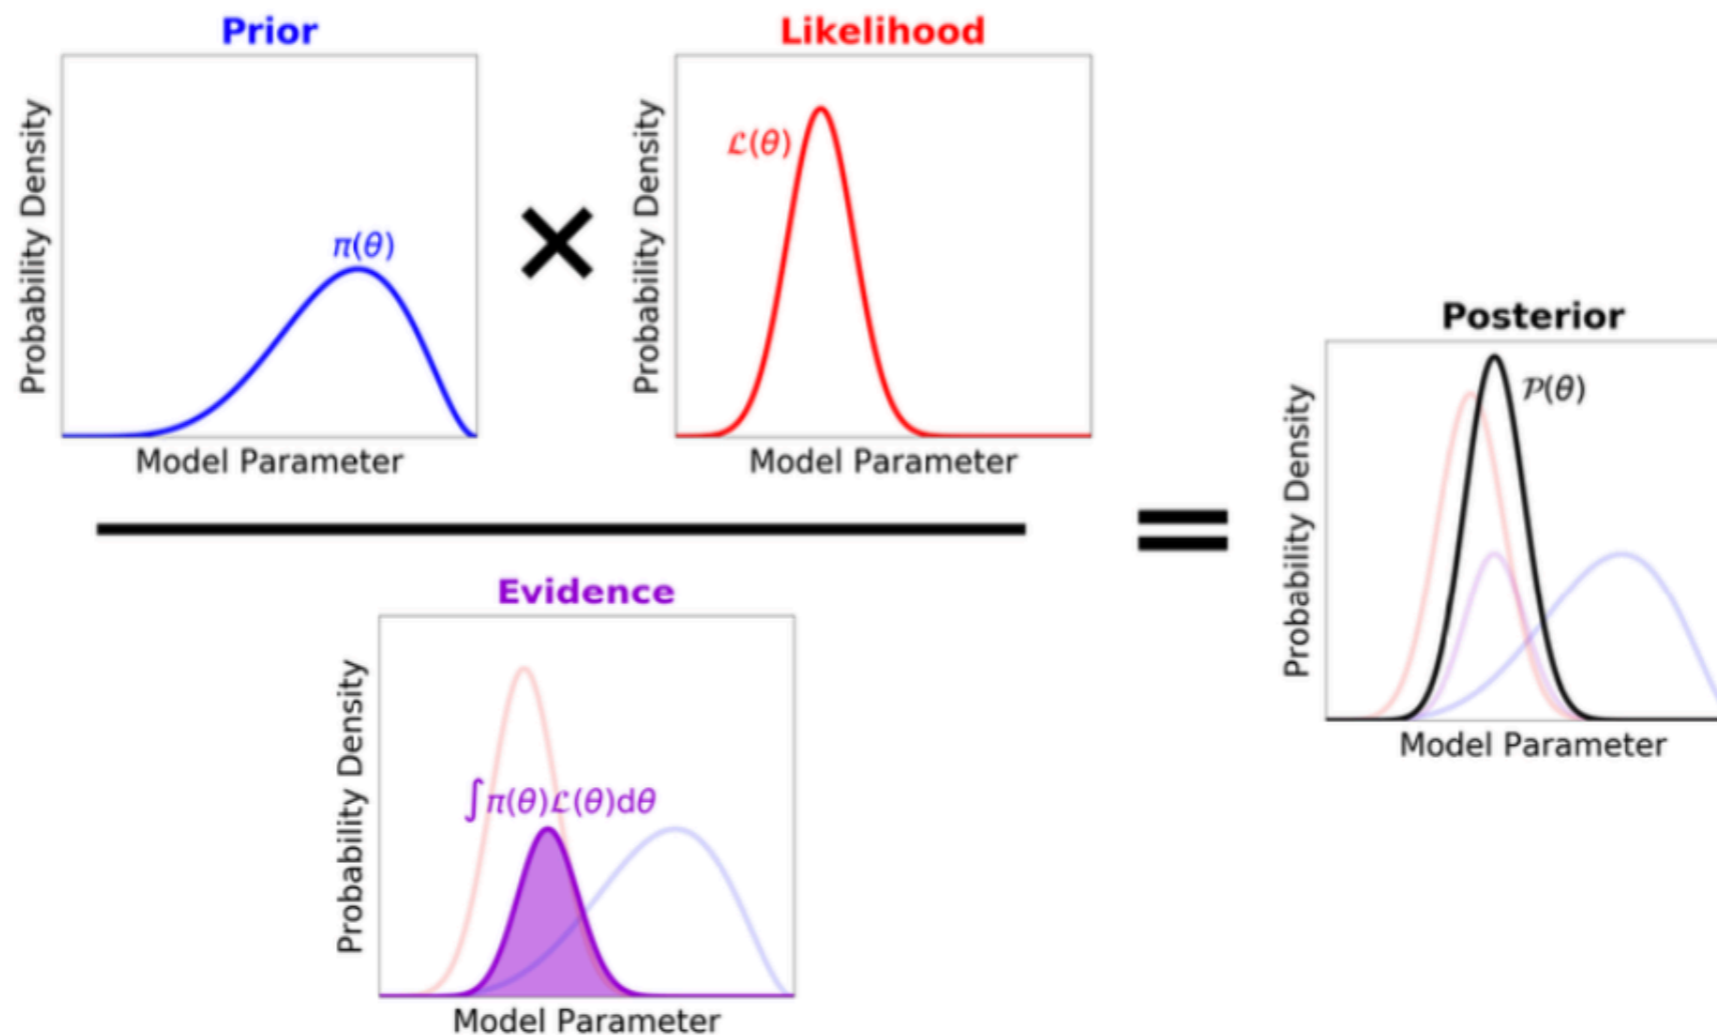 Prior
Probability Density
π(θ)
Model Parameter
×
Likelihood
Probability Density
ℒ(θ)
Model Parameter
Evidence
Probability Density
∫π(θ)ℒ(θ)dθ
Model Parameter
=
Posterior
Probability Density
𝒫(θ)
Model Parameter